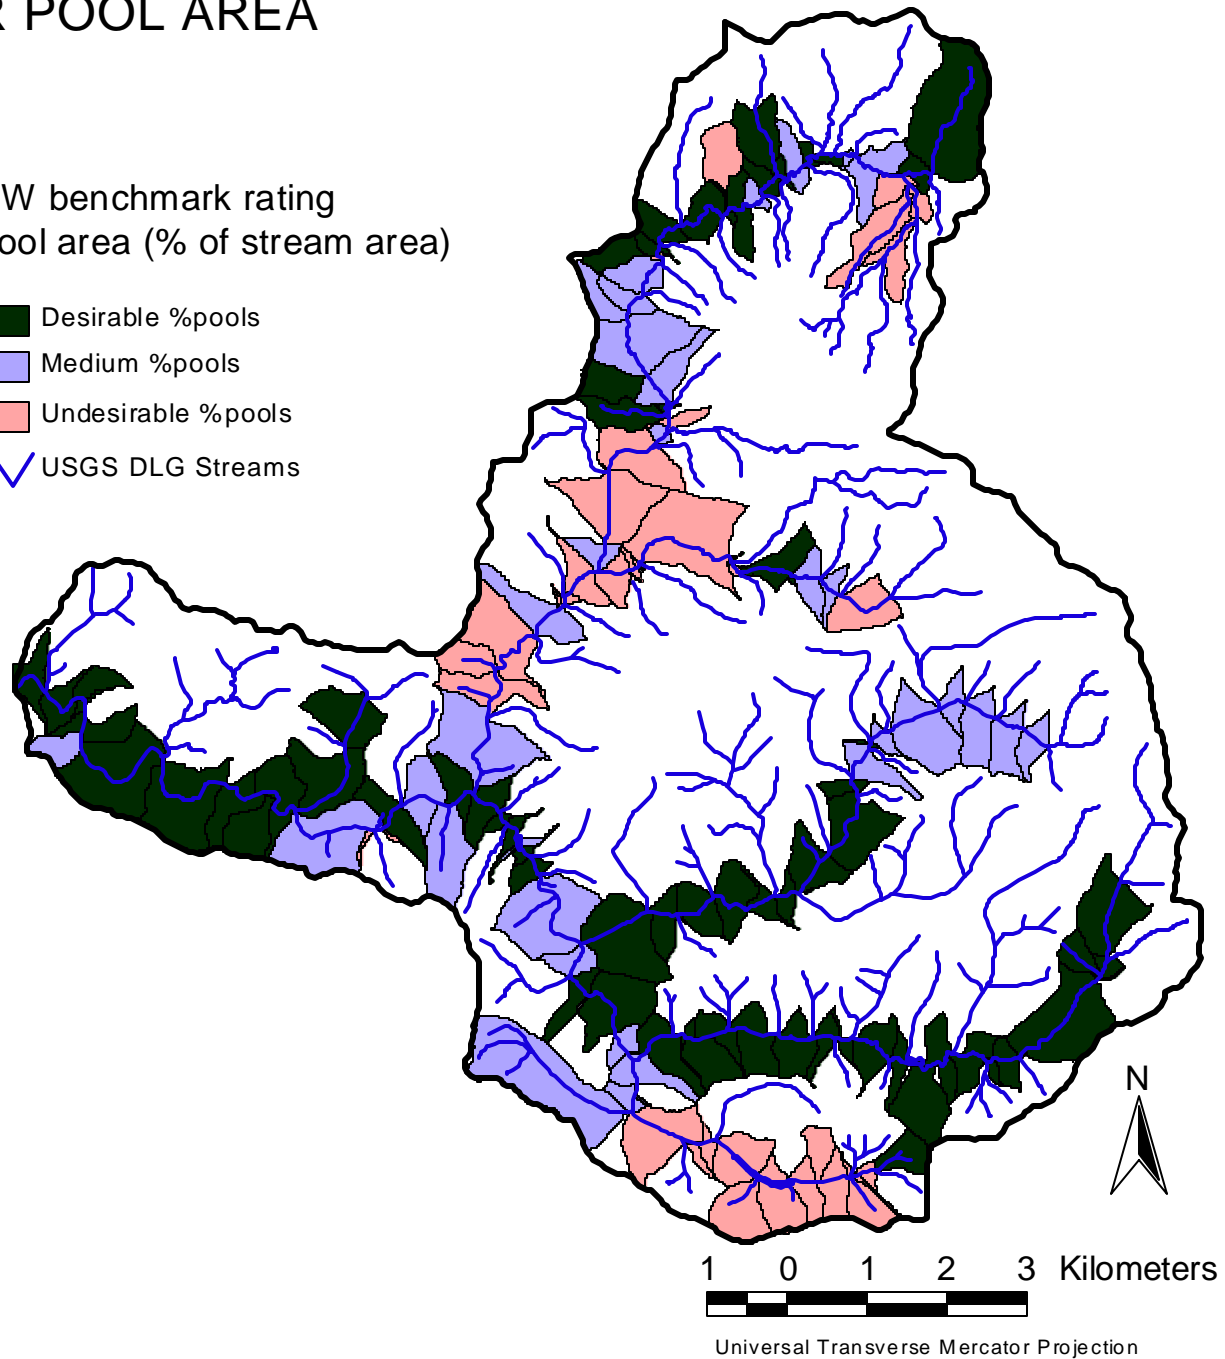 R POOL AREA
W benchmark rating
ool area (% of stream area)
Desirable %pools
Medium %pools
Undesirable %pools
USGS DLG Streams
N
1 0 1 2 3 Kilometers
Universal Transverse Mercator Projection